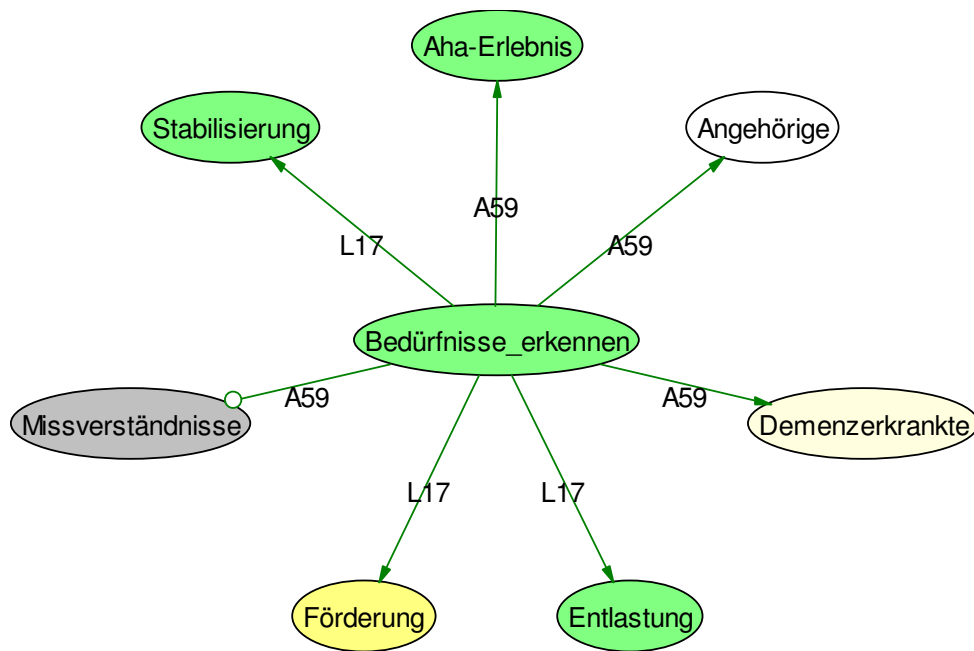 Aha-Erlebnis
Stabilisierung
Angehörige
A59
L17
A59
Bedürfnisse_erkennen
A59
A59
Missverständnisse
Demenzerkrankte
L17
L17
Förderung
Entlastung